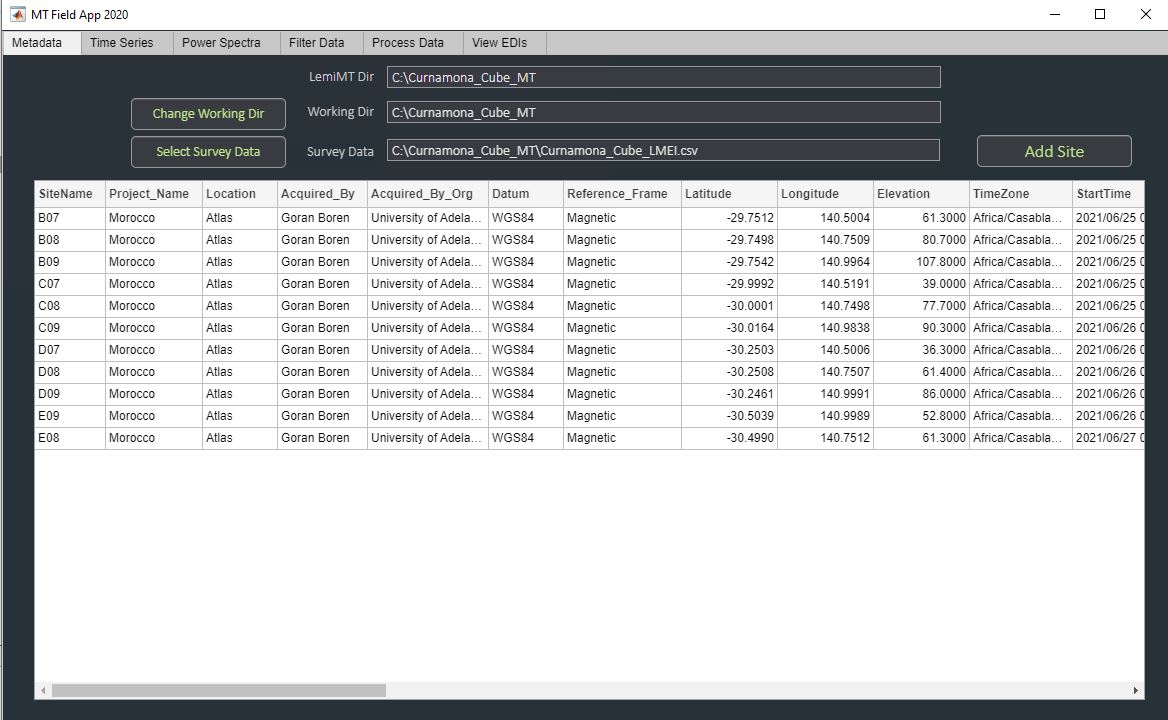 MT Field App 2020
Metadata Time Series Power Spectra Filter Data Process Data View EDIs
LemiMT Dir C:\Curnamona_Cube_MT
Change Working Dir Working Dir C:\Curnamona_Cube_MT
Select Survey Data Survey Data C:\Curnamona_Cube_MT\Curnamona_Cube_LMEI.csv Add Site
SiteName Project_Name Location Acquired_By Acquired_By_Org Datum Reference_Frame Latitude Longitude Elevation TimeZone StartTime
B07 Morocco Atlas Goran Boren University of Adela... WGS84 Magnetic -29.7512 140.5004 61.3000 Africa/Casabla... 2021/06/25 0
B08 Morocco Atlas Goran Boren University of Adela... WGS84 Magnetic -29.7498 140.7509 80.7000 Africa/Casabla... 2021/06/25 0
B09 Morocco Atlas Goran Boren University of Adela... WGS84 Magnetic -29.7542 140.9964 107.8000 Africa/Casabla... 2021/06/25 0
C07 Morocco Atlas Goran Boren University of Adela... WGS84 Magnetic -29.9992 140.5191 39.0000 Africa/Casabla... 2021/06/25 0
C08 Morocco Atlas Goran Boren University of Adela... WGS84 Magnetic -30.0001 140.7498 77.7000 Africa/Casabla... 2021/06/25 0
C09 Morocco Atlas Goran Boren University of Adela... WGS84 Magnetic -30.0164 140.9838 90.3000 Africa/Casabla... 2021/06/26 0
D07 Morocco Atlas Goran Boren University of Adela... WGS84 Magnetic -30.2503 140.5006 36.3000 Africa/Casabla... 2021/06/26 0
D08 Morocco Atlas Goran Boren University of Adela... WGS84 Magnetic -30.2508 140.7507 61.4000 Africa/Casabla... 2021/06/26 0
D09 Morocco Atlas Goran Boren University of Adela... WGS84 Magnetic -30.2461 140.9991 86.0000 Africa/Casabla... 2021/06/26 0
E09 Morocco Atlas Goran Boren University of Adela... WGS84 Magnetic -30.5039 140.9989 52.8000 Africa/Casabla... 2021/06/26 0
E08 Morocco Atlas Goran Boren University of Adela... WGS84 Magnetic -30.4990 140.7512 61.3000 Africa/Casabla... 2021/06/27 0